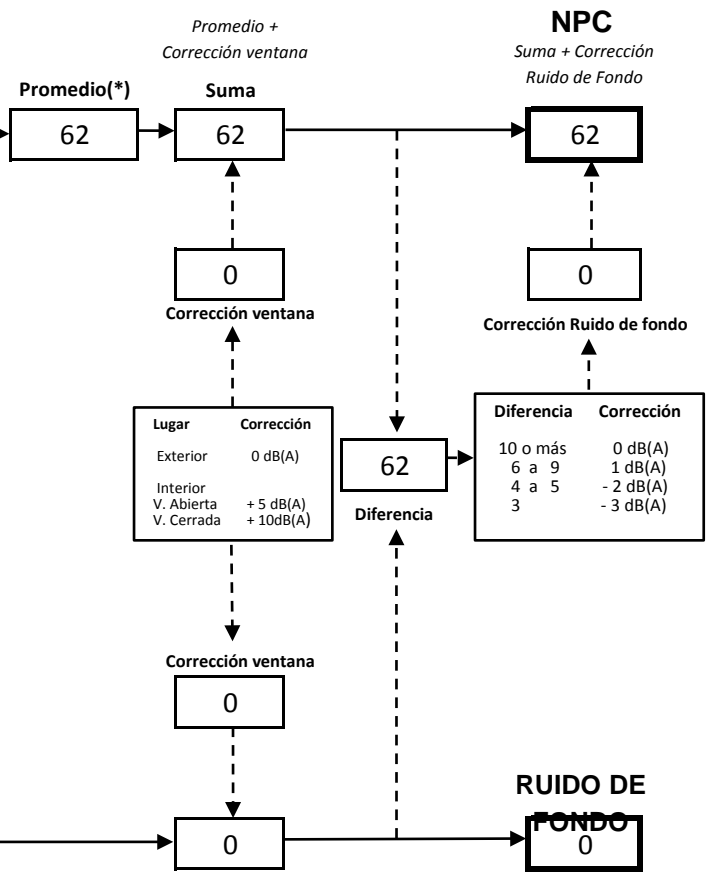 Promedio +
Corrección ventana
NPC
Suma + Corrección
Ruido de Fondo
Promedio(*)
Suma
62
62
62
0
0
Corrección ventana
Corrección Ruido de fondo
Lugar Corrección
Exterior 0 dB(A)
Interior
V. Abierta + 5 dB(A)
V. Cerrada + 10dB(A)
62
Diferencia
Diferencia Corrección
10 o más 0 dB(A)
6 a 9 1 dB(A)
4 a 5 - 2 dB(A)
3 - 3 dB(A)
Corrección ventana
0
RUIDO DE
FONDO
0
0